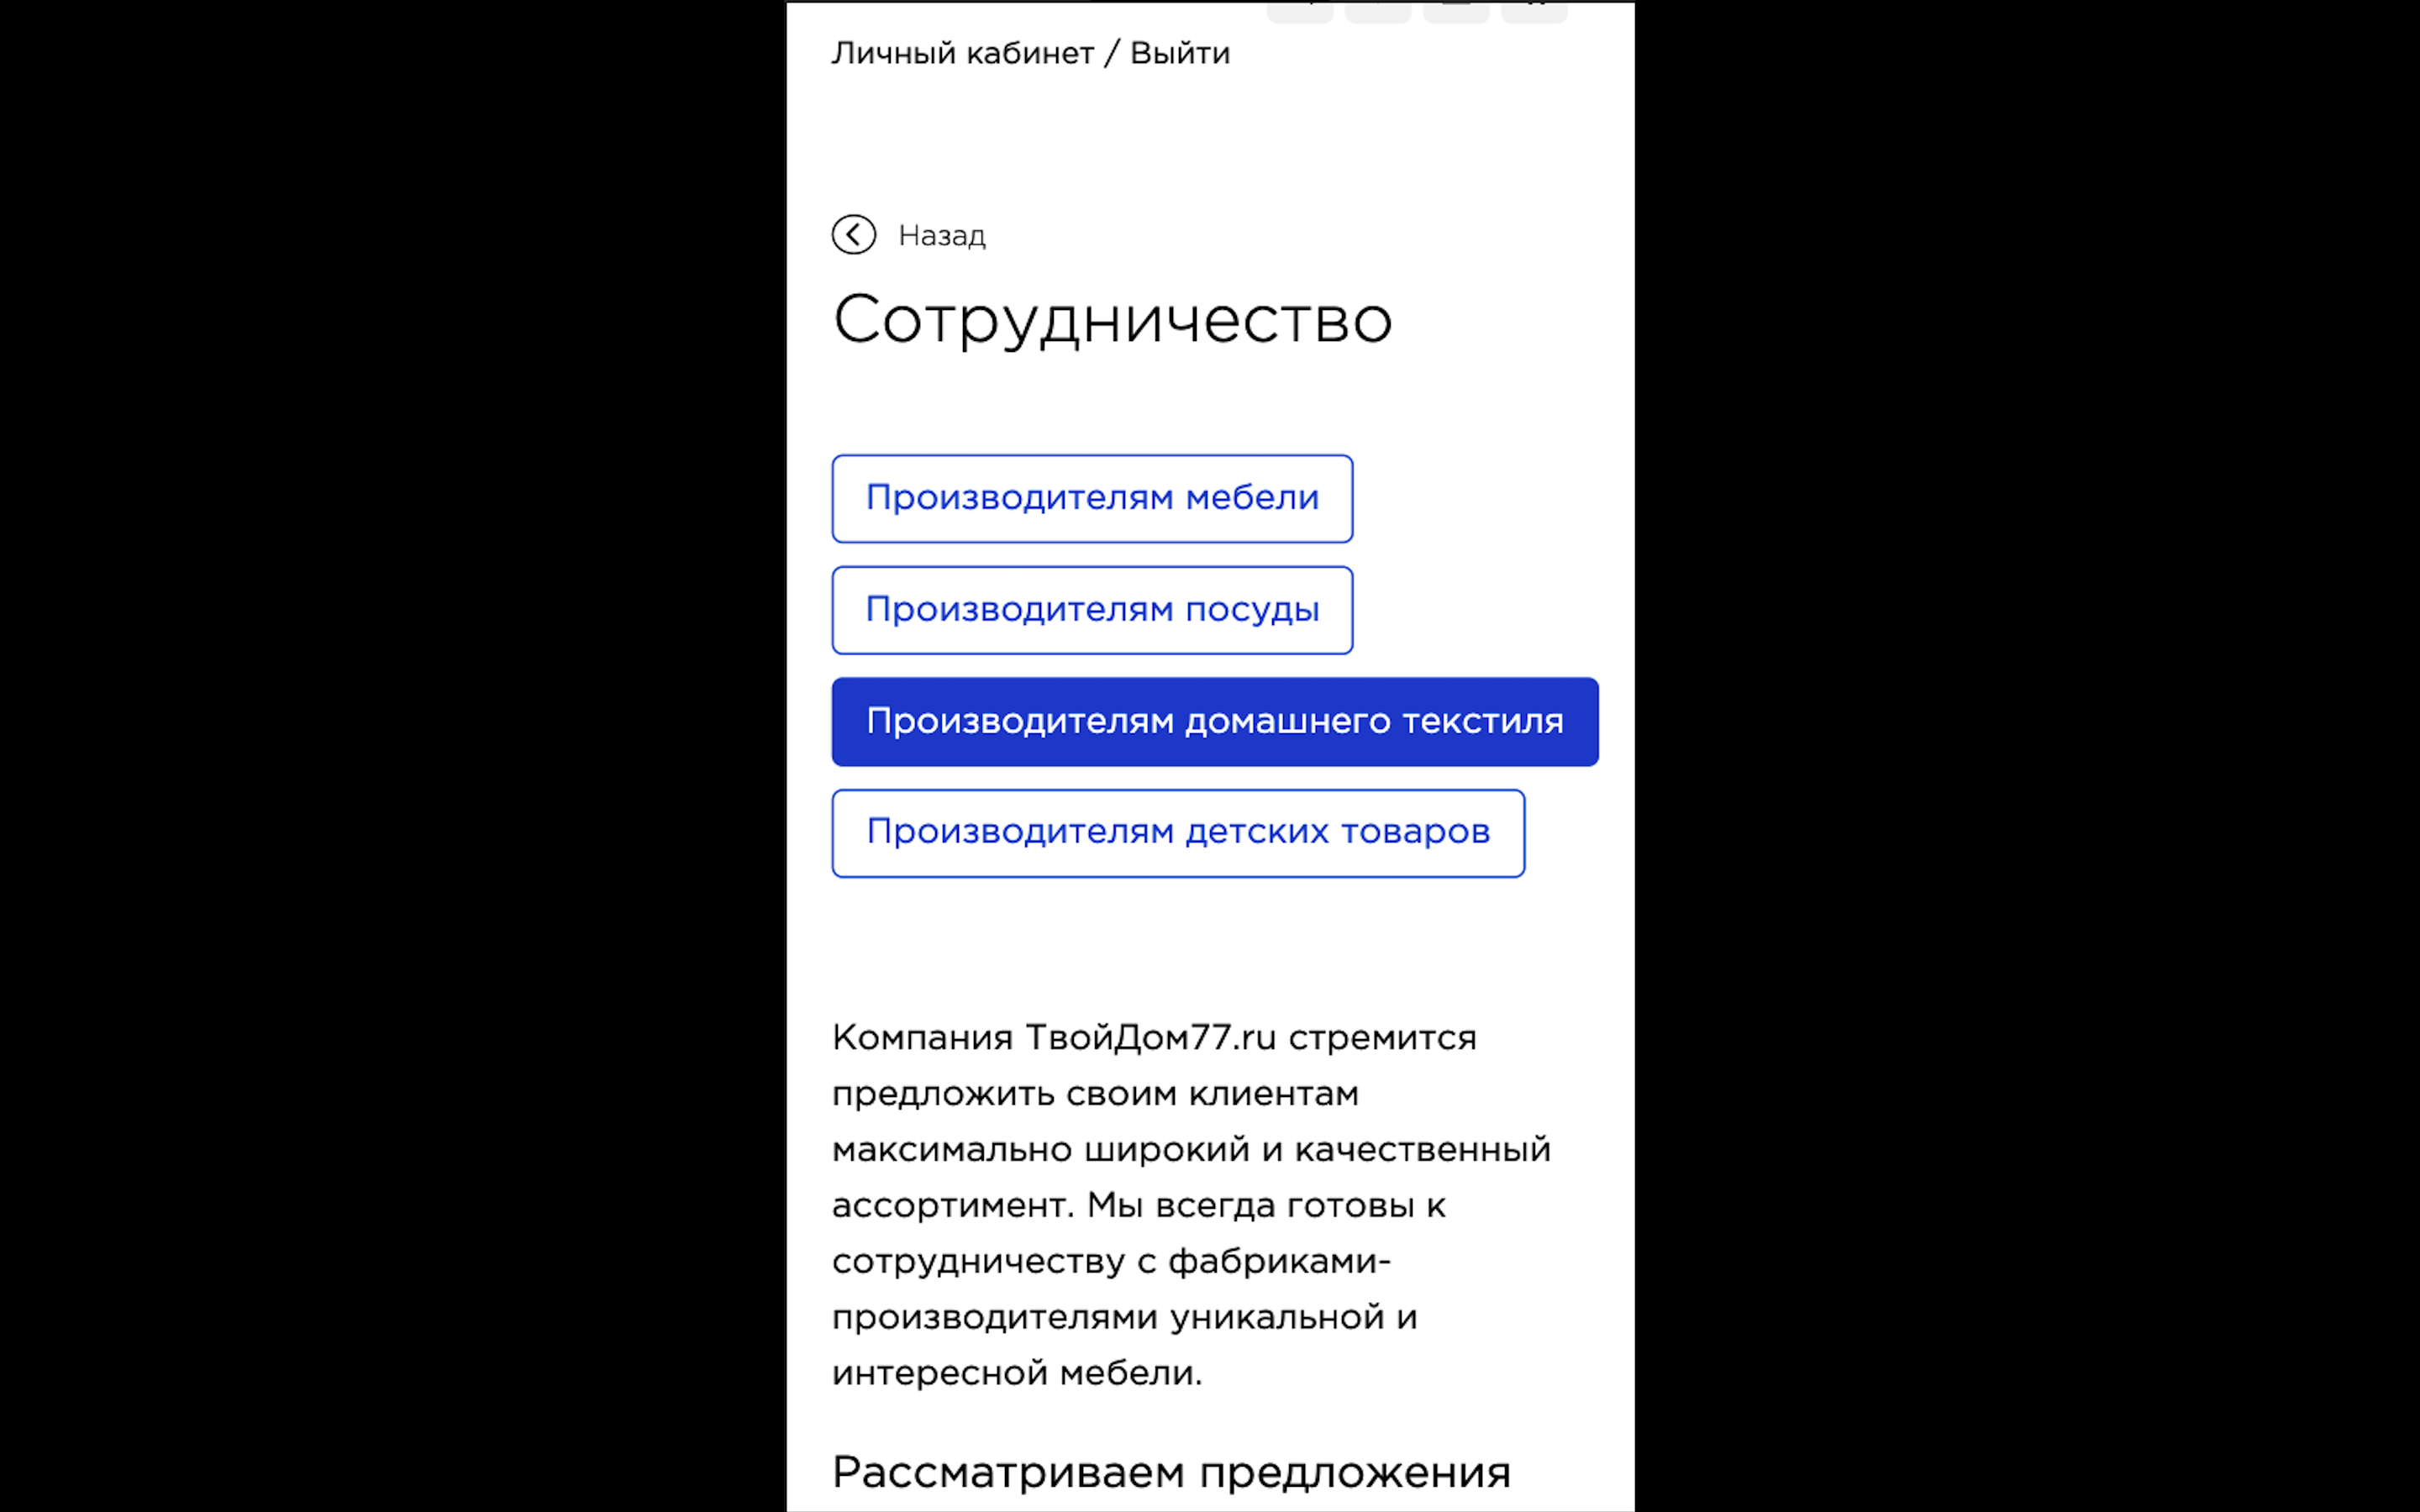 Личный кабинет / Выйти
Назад
Сотрудничество
Производителям мебели
Производителям посуды
Производителям домашнего текстиля
Производителям детских товаров
Компания ТвойДом77.ru стремится
предложить своим клиентам
максимально широкий и качественный
ассортимент. Мы всегда готовы к
сотрудничеству с фабриками-
производителями уникальной и
интересной мебели.
Рассматриваем предложения